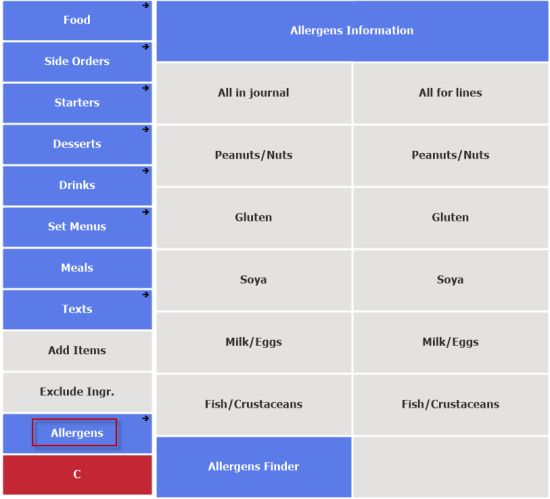 Food
Side Orders
Starters
Desserts
Drinks
Set Menus
Meals
Texts
Add Items
Exclude Ingr.
Allergens
C
Allergens Information
All in journal
All for lines
Peanuts/Nuts
Peanuts/Nuts
Gluten
Gluten
Soya
Soya
Milk/Eggs
Milk/Eggs
Fish/Crustaceans
Fish/Crustaceans
Allergens Finder